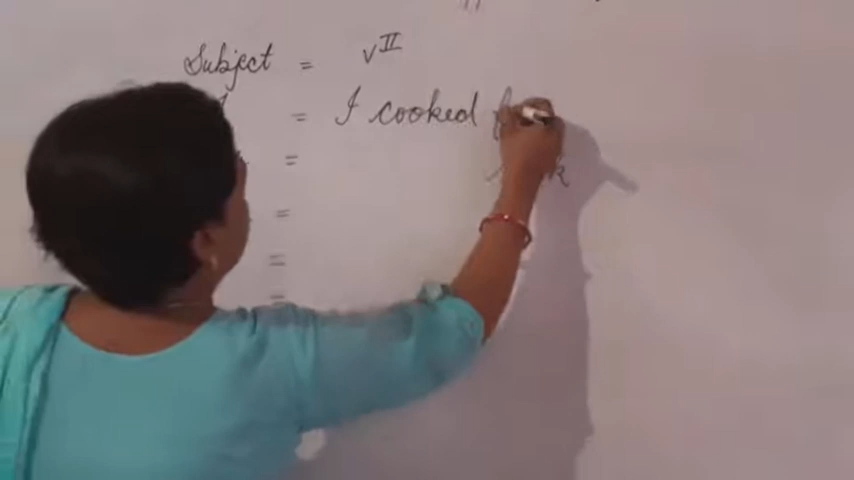 Subject = V II
= I cooked f
=
=
=
=